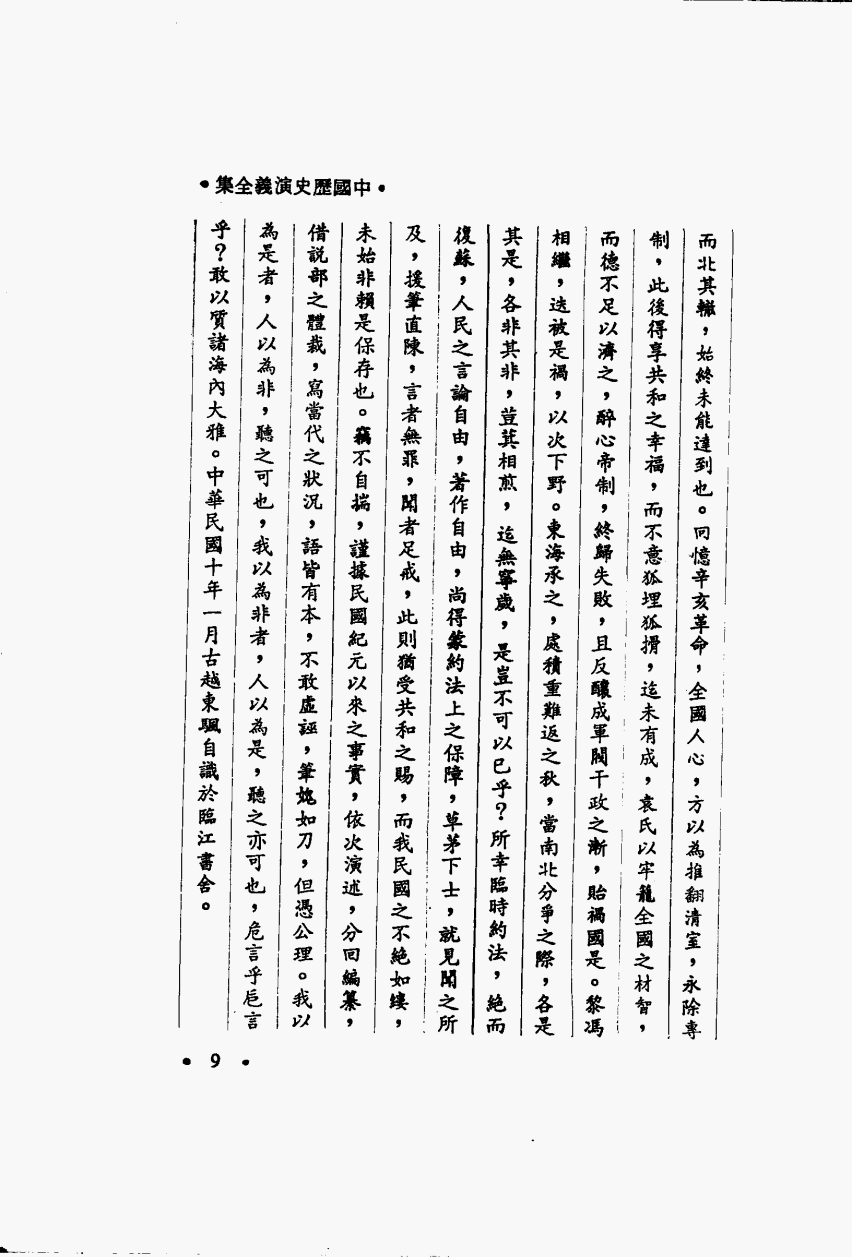 •中國歷史演義全集•
而北其轍，始終未能達到也。回憶辛亥革命，全國人心，方以為推翻清室，永除專
制，此後得享共和之幸福，而不意狐埋狐搰，迄未有成，袁氏以牢籠全國之材智，
而德不足以濟之，醉心帝制，終歸失敗，且反釀成軍閥干政之漸，貽禍國是。黎馮
相繼，迭被是禍，以次下野。東海承之，處積重難返之秋，當南北分爭之際，各是
其是，各非其非，豆萁相煎，迄無寧歲，是豈不可以已乎？所幸臨時約法，絕而
復蘇，人民之言論自由，著作自由，尚得蒙約法上之保障，草茅下士，就見聞之所
及，援筆直陳，言者無罪，聞者足戒，此則猶受共和之賜，而我民國之不絕如縷，
未始非賴是保存也。竊不自揣，謹據民國紀元以來之事實，依次演述，分回編纂，
借說部之體裁，寫當代之狀況，語皆有本，不敢虛誣，筆愧如刀，但憑公理。我以
為是者，人以為非，聽之可也，我以為非者，人以為是，聽之亦可也，危言乎卮言
乎？敢以質諸海內大雅。中華民國十年一月古越東颿自識於臨江書舍。
• 9 •